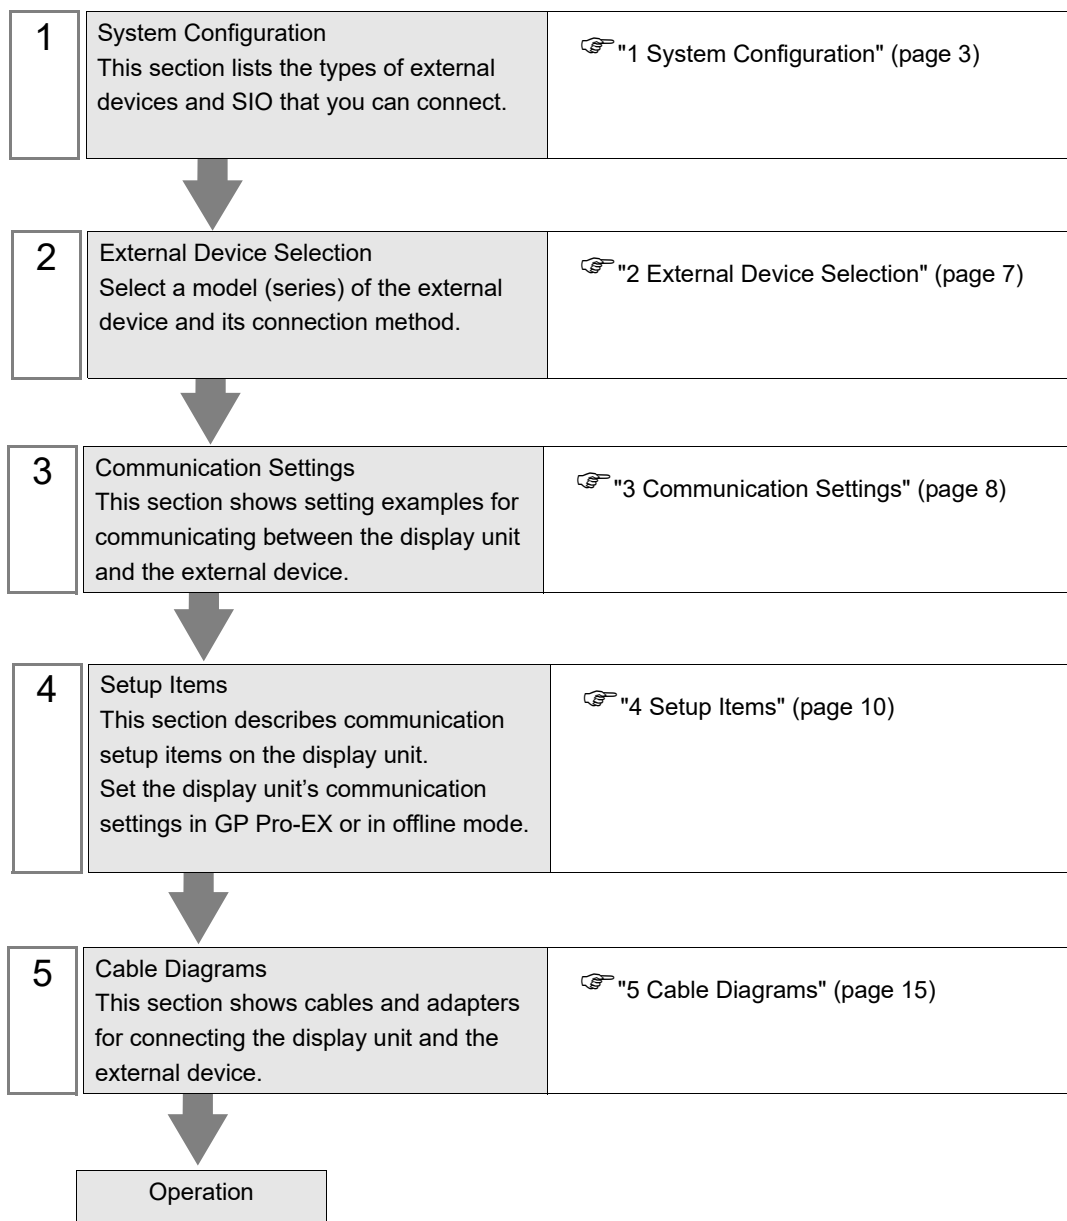 1
System Configuration
This section lists the types of external
devices and SIO that you can connect.
"1 System Configuration" (page 3)
2
External Device Selection
Select a model (series) of the external
device and its connection method.
"2 External Device Selection" (page 7)
3
Communication Settings
This section shows setting examples for
communicating between the display unit
and the external device.
"3 Communication Settings" (page 8)
4
Setup Items
This section describes communication
setup items on the display unit.
Set the display unit’s communication
settings in GP Pro-EX or in offline mode.
"4 Setup Items" (page 10)
5
Cable Diagrams
This section shows cables and adapters
for connecting the display unit and the
external device.
"5 Cable Diagrams" (page 15)
Operation